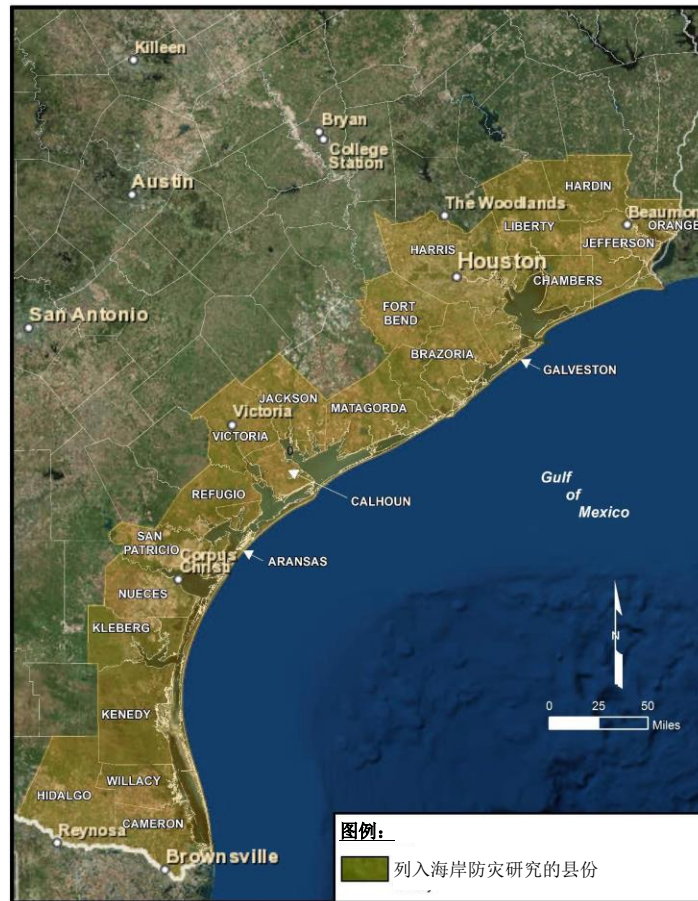 Killeen
Bryan
College
Station
Austin
The Woodlands
HARDIN
LIBERTY
Beaumon
ORANGE
JEFFERSON
HARRIS
Houston
CHAMBERS
San Antonio
FORT
BEND
BRAZORIA
GALVESTON
JACKSON
MATAGORDA
Victoria
VICTORIA
REFUGIO
CALHOUN
Gulf
of
Mexico
SAN
PATRICIO
Corpus
Christi
ARANSAS
NUECES
KLEBERG
N
KENEDY
0 25 50
Miles
WILLACY
HIDALGO
CAMERON
Reynosa
Brownsville
图例:
列入海岸防灾研究的县份